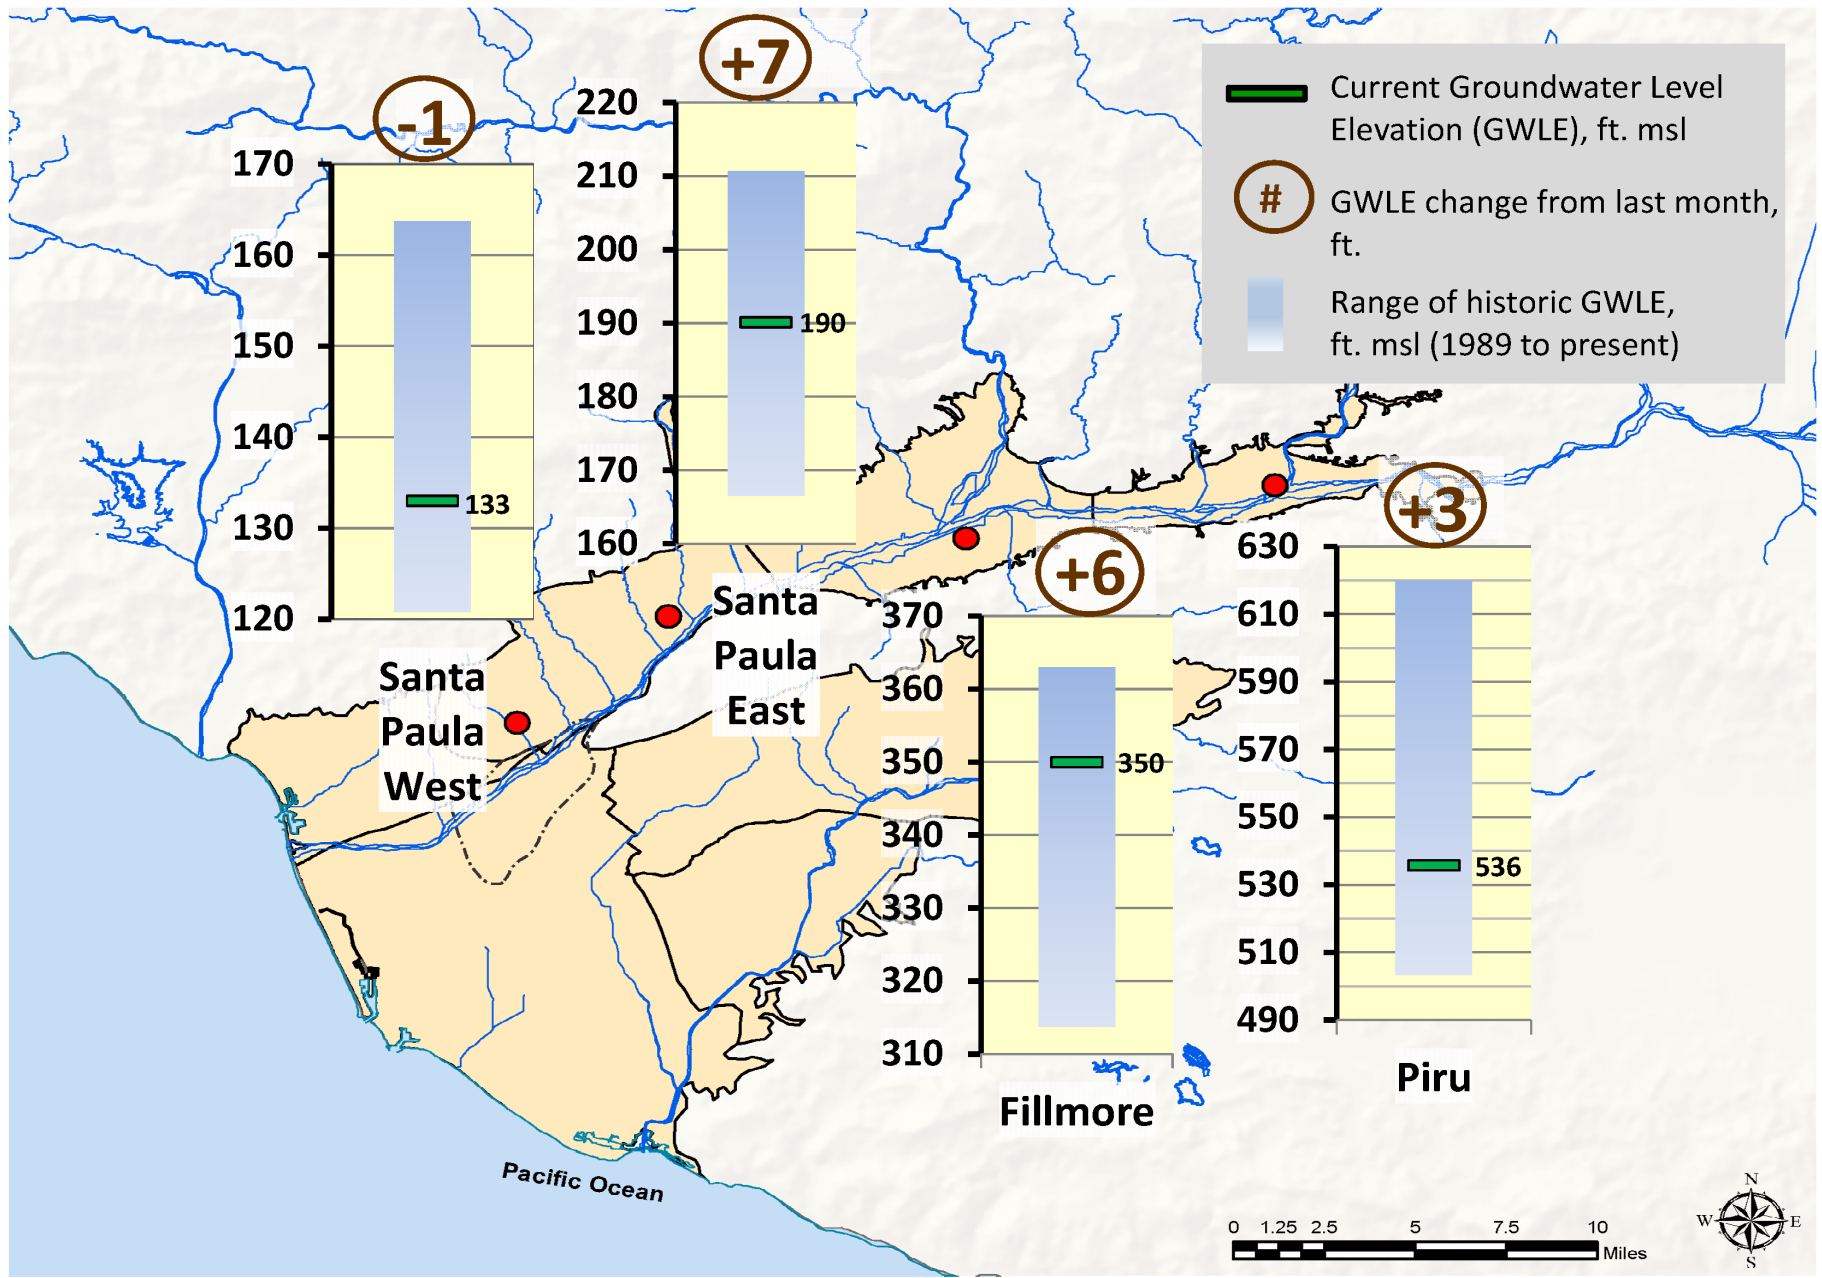 -1
170
160
150
140
130
120
133
Santa
Paula
West
+7
220
210
200
190
180
170
160
190
Santa
Paula
East
Current Groundwater Level
Elevation (GWLE), ft. msl
#
GWLE change from last month,
ft.
Range of historic GWLE,
ft. msl (1989 to present)
+6
370
360
350
340
330
320
310
350
Fillmore
+3
630
610
590
570
550
530
510
490
536
Piru
Pacific Ocean
N
W
E
S
0 1.25 2.5 5 7.5 10
Miles